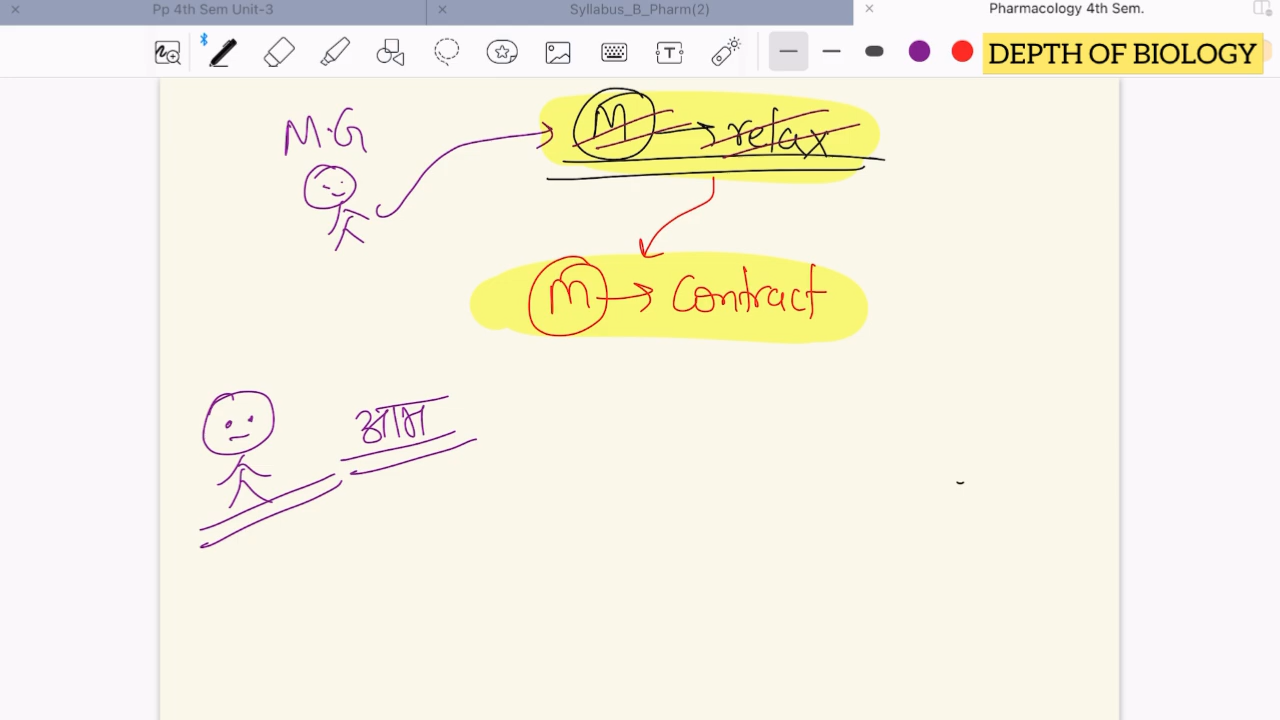 Pp 4th Sem Unit-3
Syllabus_B_Pharm(2)
Pharmacology 4th Sem.
DEPTH OF BIOLOGY
M.G
M → relax
M → Contract
आम